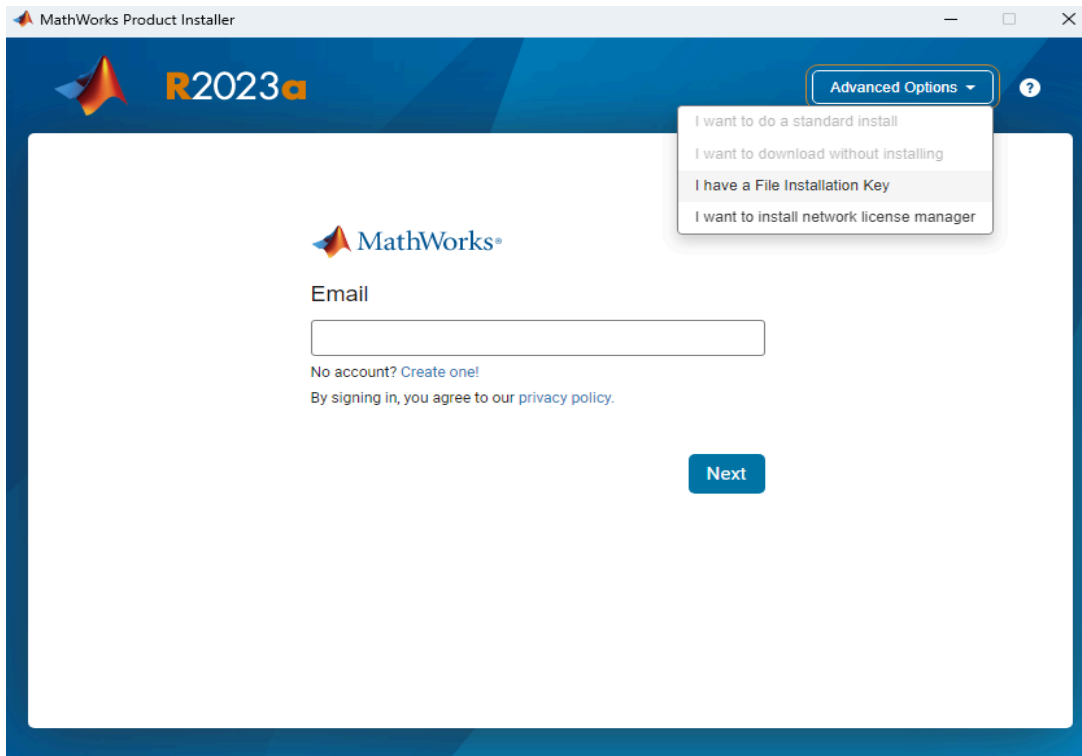 MathWorks Product Installer
R2023a
Advanced Options
?
I want to do a standard install
I want to download without installing
I have a File Installation Key
I want to install network license manager
MathWorks®
Email
No account? Create one!
By signing in, you agree to our privacy policy.
Next